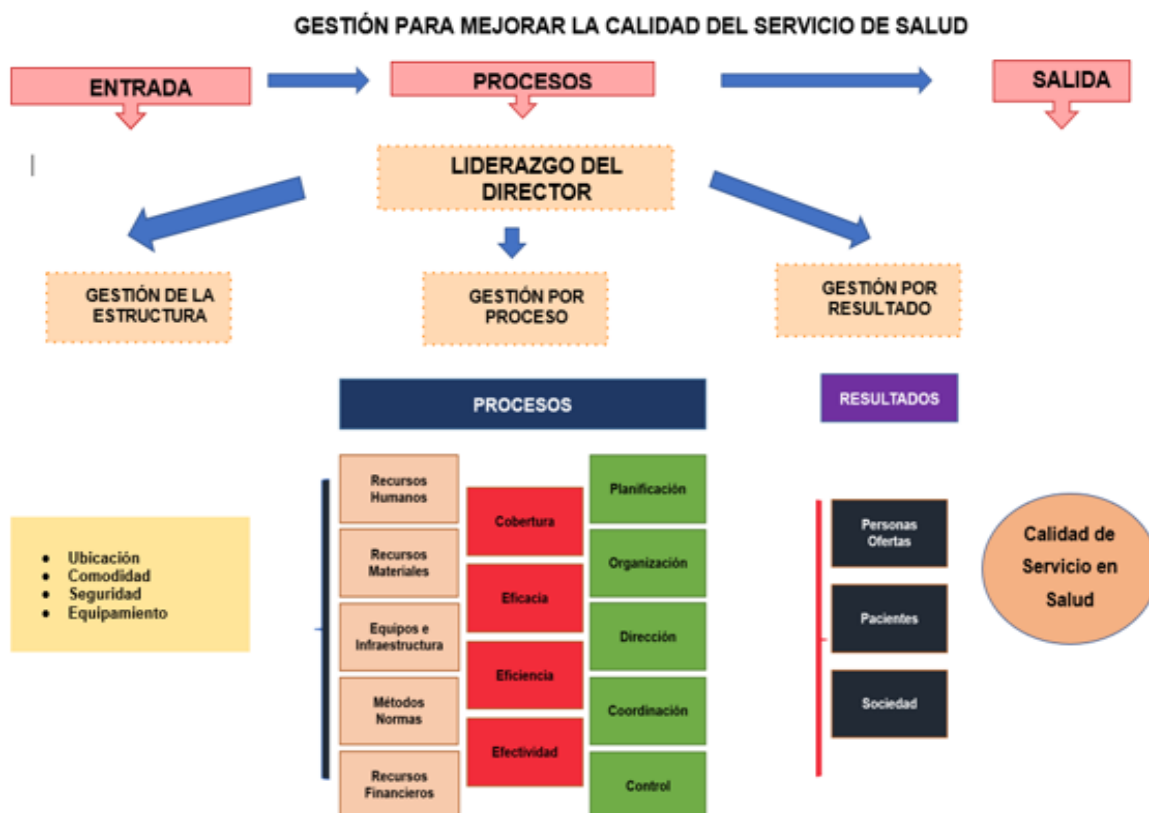 GESTIÓN PARA MEJORAR LA CALIDAD DEL SERVICIO DE SALUD
ENTRADA
PROCESOS
SALIDA
LIDERAZGO DEL
DIRECTOR
GESTIÓN DE LA
ESTRUCTURA
GESTIÓN POR
PROCESO
GESTIÓN POR
RESULTADO
PROCESOS
RESULTADOS
• Ubicación
• Comodidad
• Seguridad
• Equipamiento
Recursos
Humanos
Recursos
Materiales
Equipos e
Infraestructura
Métodos
Normas
Recursos
Financieros
Cobertura
Eficacia
Eficiencia
Efectividad
Planificación
Organización
Dirección
Coordinación
Control
Personas
Ofertas
Pacientes
Sociedad
Calidad de
Servicio en
Salud